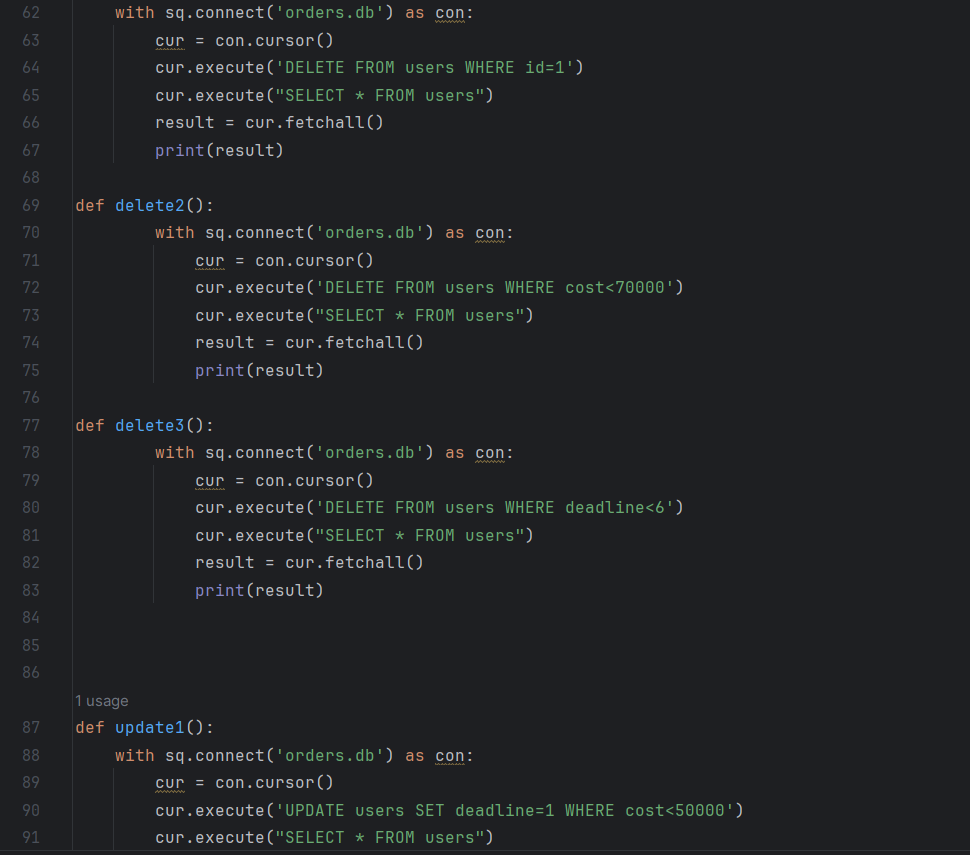 62 with sq.connect('orders.db') as con:
63 cur = con.cursor()
64 cur.execute('DELETE FROM users WHERE id=1')
65 cur.execute("SELECT * FROM users")
66 result = cur.fetchall()
67 print(result)
68
69 def delete2():
70 with sq.connect('orders.db') as con:
71 cur = con.cursor()
72 cur.execute('DELETE FROM users WHERE cost<70000')
73 cur.execute("SELECT * FROM users")
74 result = cur.fetchall()
75 print(result)
76
77 def delete3():
78 with sq.connect('orders.db') as con:
79 cur = con.cursor()
80 cur.execute('DELETE FROM users WHERE deadline<6')
81 cur.execute("SELECT * FROM users")
82 result = cur.fetchall()
83 print(result)
84
85
86
1 usage
87 def update1():
88 with sq.connect('orders.db') as con:
89 cur = con.cursor()
90 cur.execute('UPDATE users SET deadline=1 WHERE cost<50000')
91 cur.execute("SELECT * FROM users")